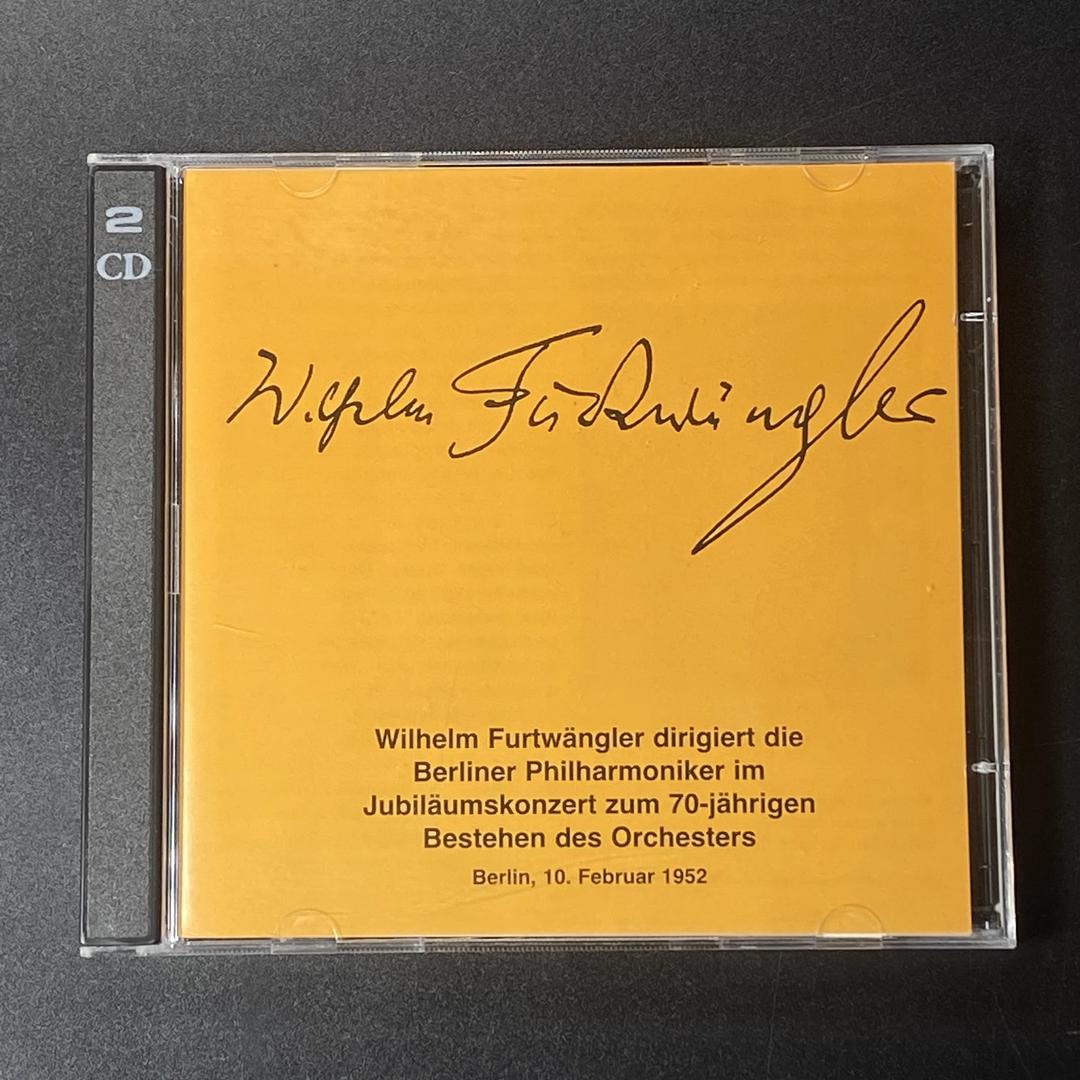 2
CD
Wilhelm Furtwängler
Wilhelm Furtwängler dirigiert die
Berliner Philharmoniker im
Jubiläumskonzert zum 70-jährigen
Bestehen des Orchesters
Berlin, 10. Februar 1952